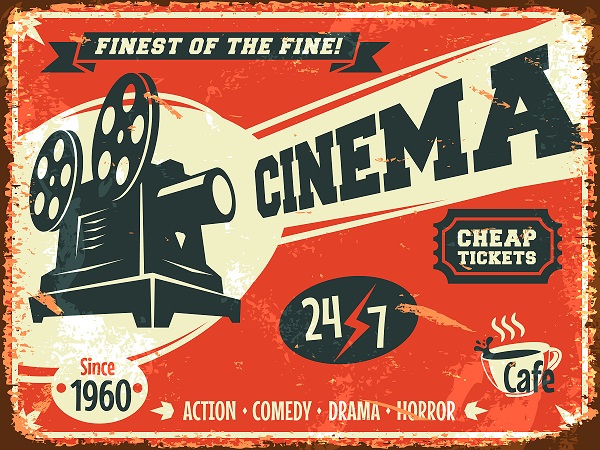 FINEST OF THE FINE!
CINEMA
CHEAP
TICKETS
24 7
Cafe
Since
1960
ACTION • COMEDY • DRAMA • HORROR